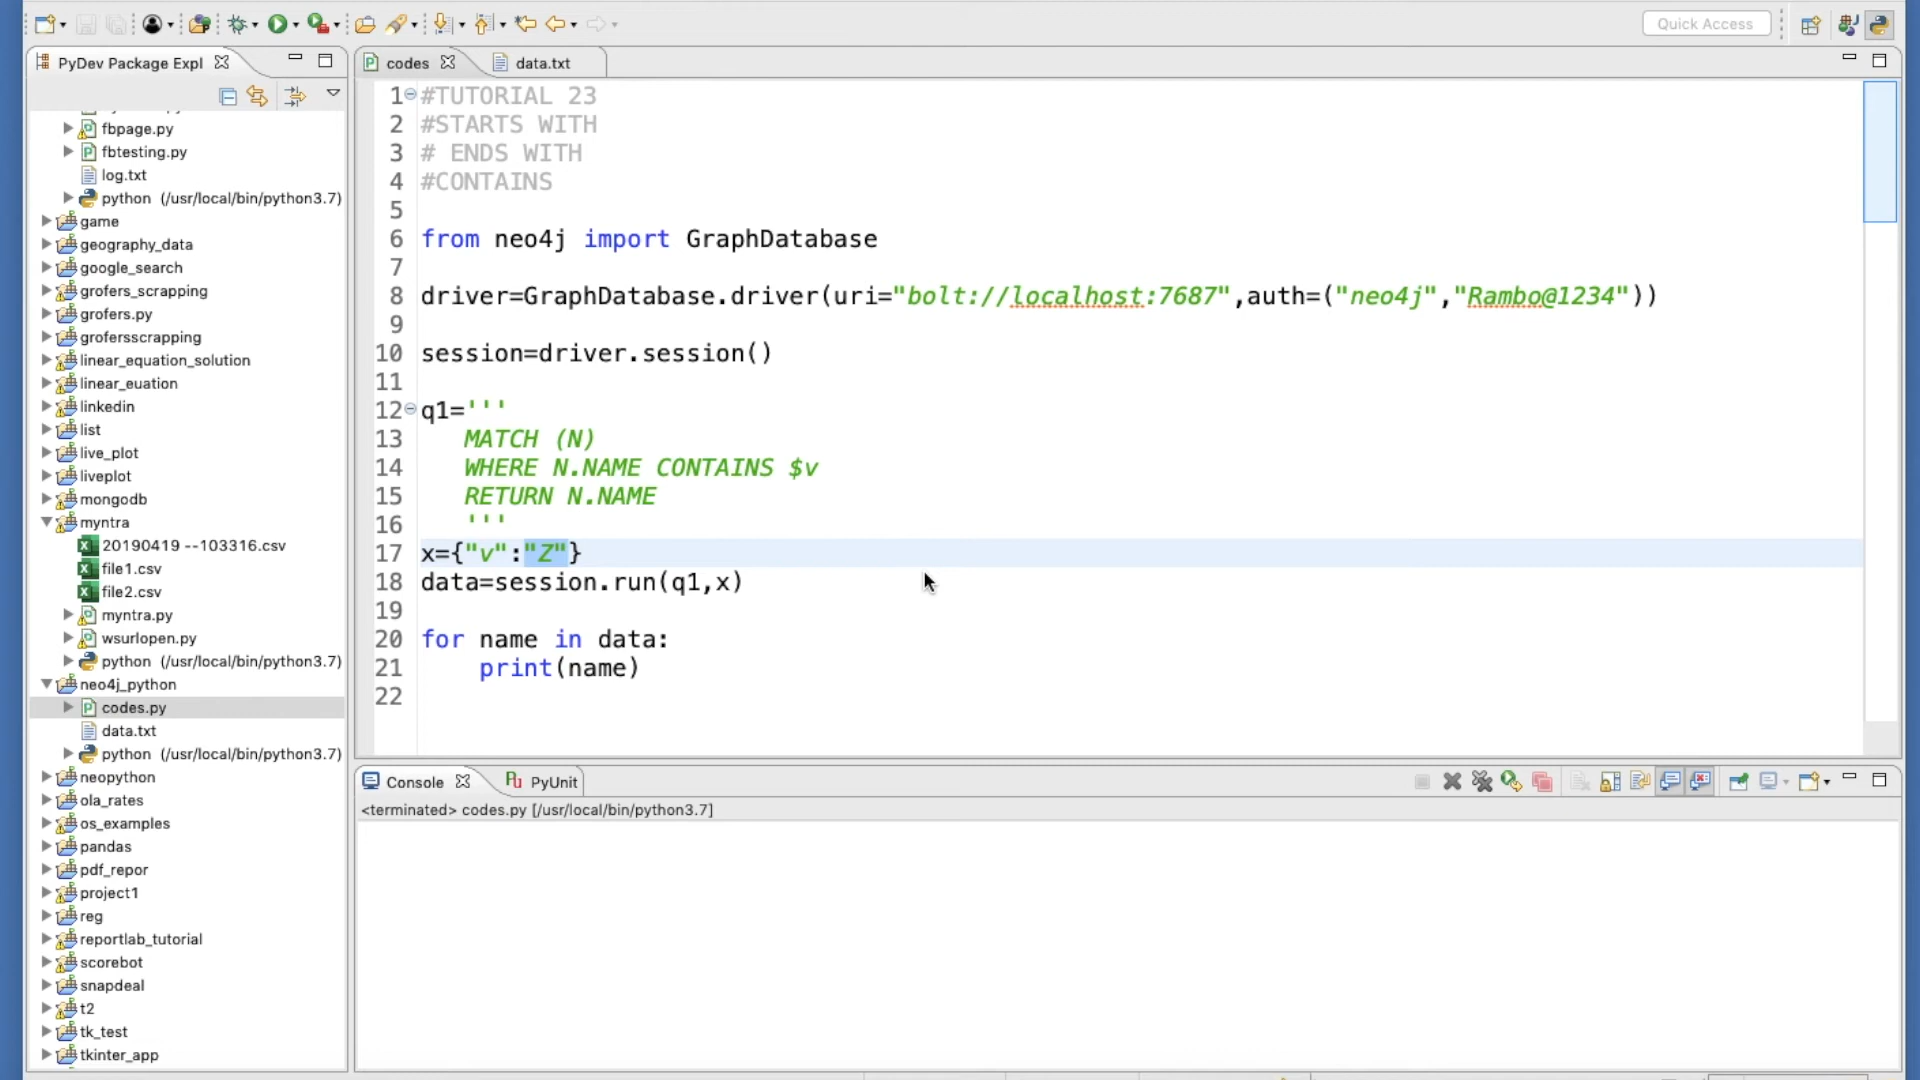 Quick Access
PyDev Package Expl
fbpage.py
fbtesting.py
log.txt
python (/usr/local/bin/python3.7)
game
geography_data
google_search
grofers_scrapping
grofers.py
grofersscrapping
linear_equation_solution
linear_euation
linkedin
list
live_plot
liveplot
mongodb
myntra
20190419 --103316.csv
file1.csv
file2.csv
myntra.py
wsurlopen.py
python (/usr/local/bin/python3.7)
neo4j_python
codes.py
data.txt
python (/usr/local/bin/python3.7)
neopython
ola_rates
os_examples
pandas
pdf_repor
project1
reg
reportlab_tutorial
scorebot
snapdeal
t2
tk_test
tkinter_app
codes
data.txt
1 #TUTORIAL 23
2 #STARTS WITH
3 # ENDS WITH
4 #CONTAINS
5
6 from neo4j import GraphDatabase
7
8 driver=GraphDatabase.driver(uri="bolt://localhost:7687",auth=("neo4j","Rambo@1234"))
9
10 session=driver.session()
11
12 q1='''
13 MATCH (N)
14 WHERE N.NAME CONTAINS $v
15 RETURN N.NAME
16 '''
17 x={"v":"Z"}
18 data=session.run(q1,x)
19
20 for name in data:
21 print(name)
22
Console
PyUnit
<terminated> codes.py [/usr/local/bin/python3.7]